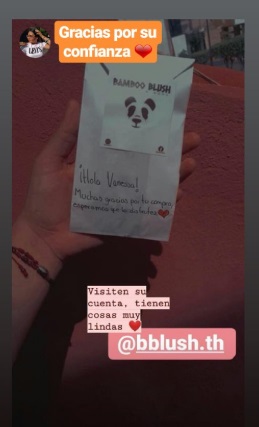 Gracias por su
confianza ❤
BAMBOO BLUSH
¡Hola Vanessa!
Muchas gracias por tu compra,
esperamos que lo disfrutes ❤
Visiten su
cuenta, tienen
cosas muy
lindas ❤
@bblush.th